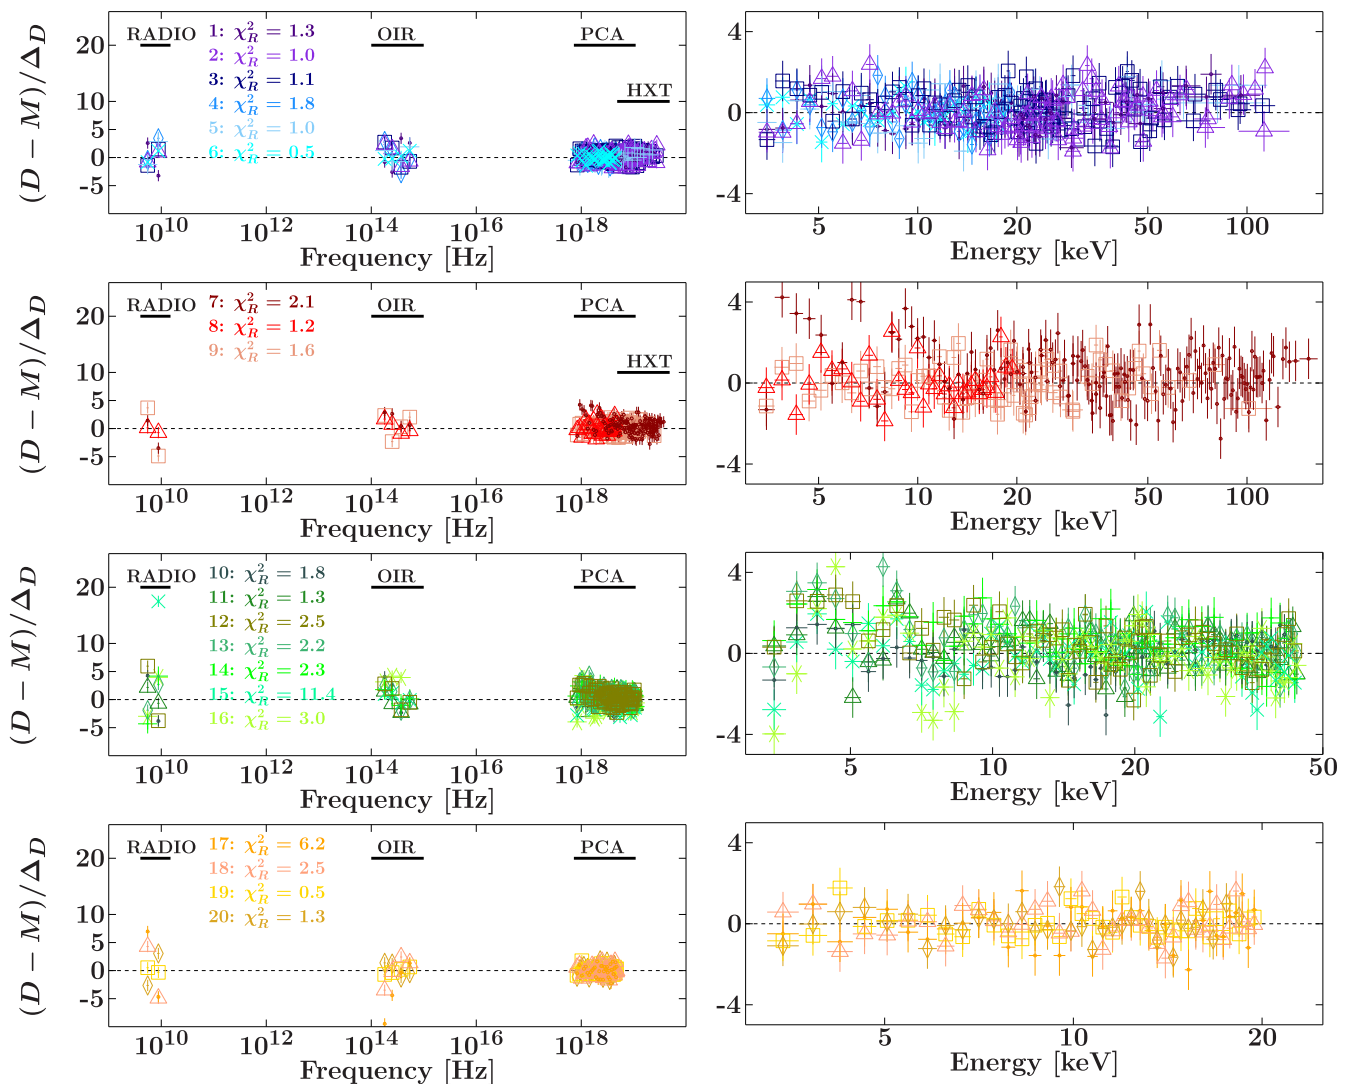 (D − M)/Δ_D
20
10
5
0
-5
RADIO
OIR
PCA
HXT
1: χ²_R = 1.3
2: χ²_R = 1.0
3: χ²_R = 1.1
4: χ²_R = 1.8
5: χ²_R = 1.0
6: χ²_R = 0.5
10^10 10^12 10^14 10^16 10^18
Frequency [Hz]
4
0
-4
5 10 20 50 100
Energy [keV]
(D − M)/Δ_D
20
10
5
0
-5
RADIO
OIR
PCA
HXT
7: χ²_R = 2.1
8: χ²_R = 1.2
9: χ²_R = 1.6
10^10 10^12 10^14 10^16 10^18
Frequency [Hz]
4
0
-4
5 10 20 50 100
Energy [keV]
(D − M)/Δ_D
20
10
5
0
-5
RADIO
OIR
PCA
10: χ²_R = 1.8
11: χ²_R = 1.3
12: χ²_R = 2.5
13: χ²_R = 2.2
14: χ²_R = 2.3
15: χ²_R = 11.4
16: χ²_R = 3.0
10^10 10^12 10^14 10^16 10^18
Frequency [Hz]
4
0
-4
5 10 20 50
Energy [keV]
(D − M)/Δ_D
20
10
5
0
-5
RADIO
OIR
PCA
17: χ²_R = 6.2
18: χ²_R = 2.5
19: χ²_R = 0.5
20: χ²_R = 1.3
10^10 10^12 10^14 10^16 10^18
Frequency [Hz]
4
0
-4
5 10 20
Energy [keV]